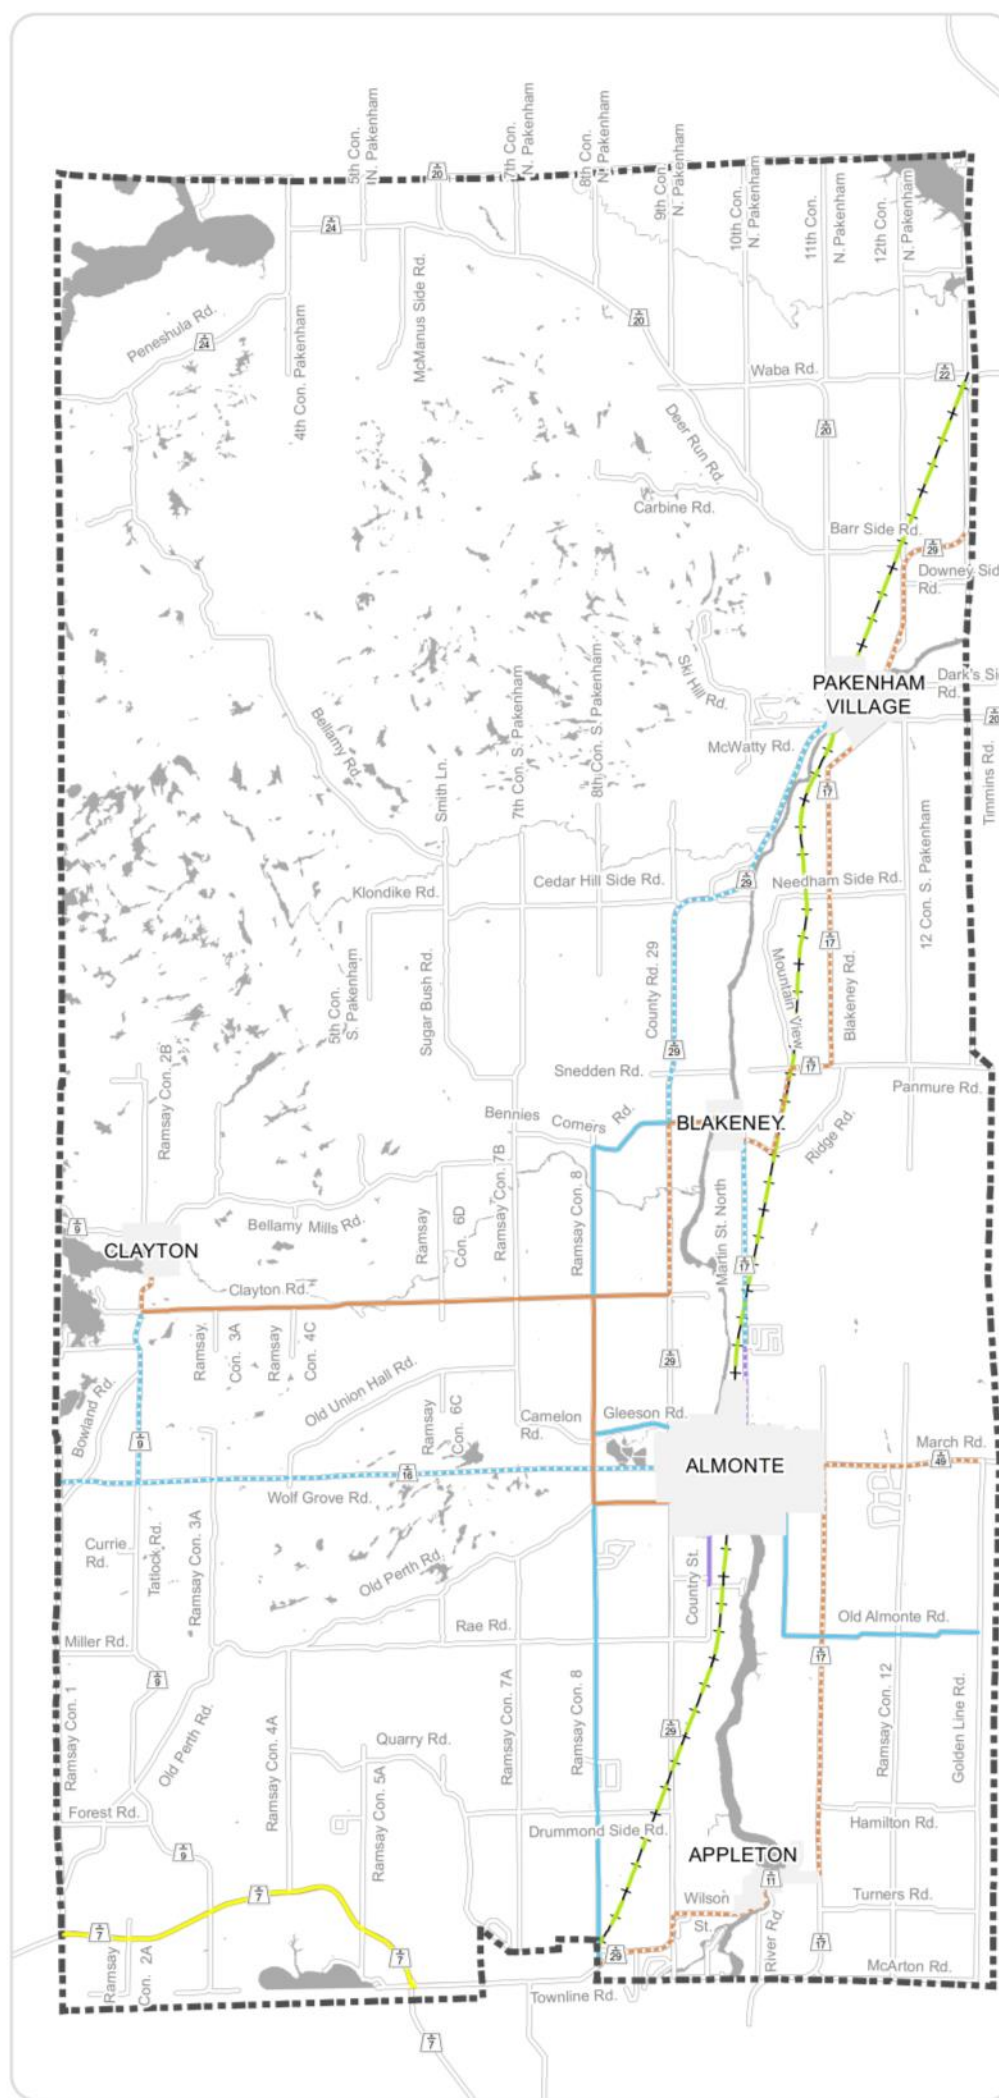 5th Con.
N. Pakenham
7th Con.
N. Pakenham
8th Con.
N. Pakenham
9th Con.
N. Pakenham
10th Con.
N. Pakenham
11th Con.
N. Pakenham
12th Con.
N. Pakenham
20
24
McManus Side Rd.
4th Con. Pakenham
Peneshula Rd.
24
20
Waba Rd.
22
Deer Run Rd.
20
Carbine Rd.
Barr Side Rd.
29
Downey Sid
Rd.
Ski Hill Rd.
PAKENHAM
VILLAGE
Dark's Si
Rd.
20
McWatty Rd.
Timmins Rd.
Bellamy Rd.
Smith Ln.
7th Con. S. Pakenham
8th Con. S. Pakenham
17
12 Con. S. Pakenham
Klondike Rd.
Cedar Hill Side Rd.
29
Needham Side Rd.
5th Con.
S. Pakenham
Sugar Bush Rd.
County Rd. 29
Mountain View
17
Blakeney Rd.
29
Snedden Rd.
17
Panmure Rd.
Ramsay Con. 2B
Bennies Corners Rd.
BLAKENEY
Ridge Rd.
9
CLAYTON
Bellamy Mills Rd.
Ramsay
Con. 6D
Ramsay Con. 7B
Ramsay Con. 8
Martin St. North
17
Clayton Rd.
Ramsay
Con. 3A
Ramsay
Con. 4C
29
Old Union Hall Rd.
Ramsay
Con. 6C
Camelon
Rd.
Gleeson Rd.
Bowland Rd.
9
16
ALMONTE
March Rd.
49
Wolf Grove Rd.
Currie
Rd.
Tatlock Rd.
Ramsay Con. 3A
Old Perth Rd.
Country St.
Miller Rd.
Rae Rd.
Old Almonte Rd.
9
17
Ramsay Con. 1
Old Perth Rd.
Ramsay Con. 4A
Quarry Rd.
Ramsay Con. 7A
Ramsay Con. 8
29
Ramsay Con. 12
Golden Line Rd.
Forest Rd.
Ramsay Con. 5A
Drummond Side Rd.
Hamilton Rd.
9
APPLETON
11
7
Wilson
St.
Turners Rd.
7
Ramsay
Con. 2A
7
29
River Rd.
17
McArton Rd.
Townline Rd.
7